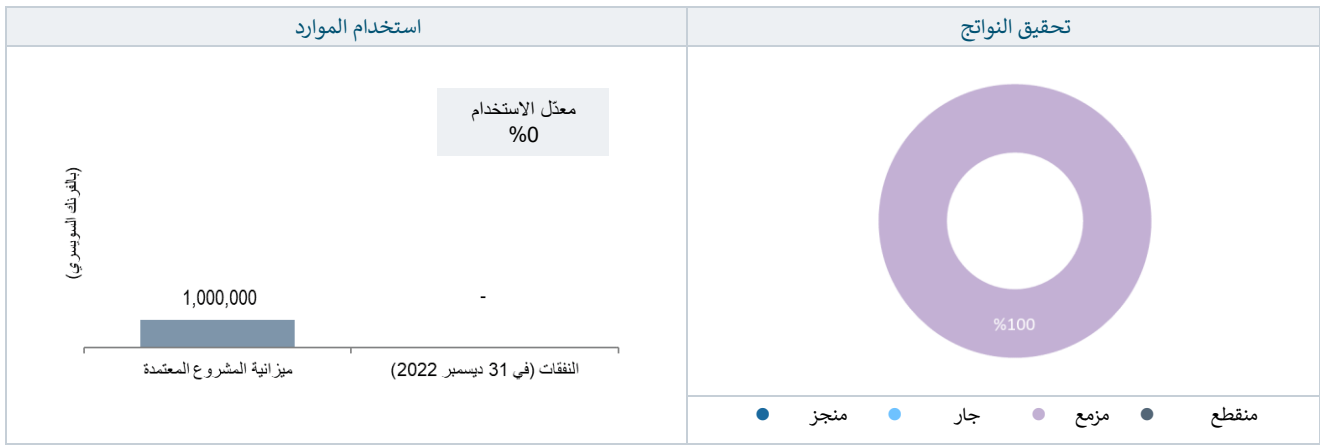 تحقيق النواتج
%100
منقطع
مزمع
جار
منجز
استخدام الموارد
معدّل الاستخدام
%0
(بالفرنك السويسري)
1,000,000
-
ميزانية المشروع المعتمدة
النفقات (في 31 ديسمبر 2022)